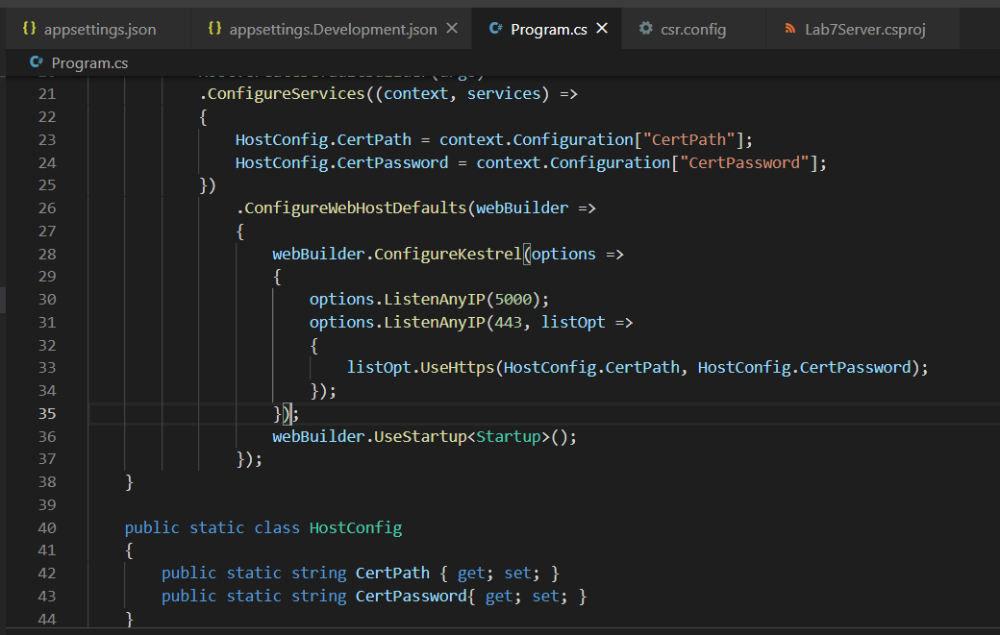 {} appsettings.json {} appsettings.Development.json × C# Program.cs × csr.config Lab7Server.csproj
C# Program.cs
21 .ConfigureServices((context, services) =>
22 {
23 HostConfig.CertPath = context.Configuration["CertPath"];
24 HostConfig.CertPassword = context.Configuration["CertPassword"];
25 })
26 .ConfigureWebHostDefaults(webBuilder =>
27 {
28 webBuilder.ConfigureKestrel(options =>
29 {
30 options.ListenAnyIP(5000);
31 options.ListenAnyIP(443, listOpt =>
32 {
33 listOpt.UseHttps(HostConfig.CertPath, HostConfig.CertPassword);
34 });
35 });
36 webBuilder.UseStartup<Startup>();
37 });
38 }
39
40 public static class HostConfig
41 {
42 public static string CertPath { get; set; }
43 public static string CertPassword{ get; set; }
44 }